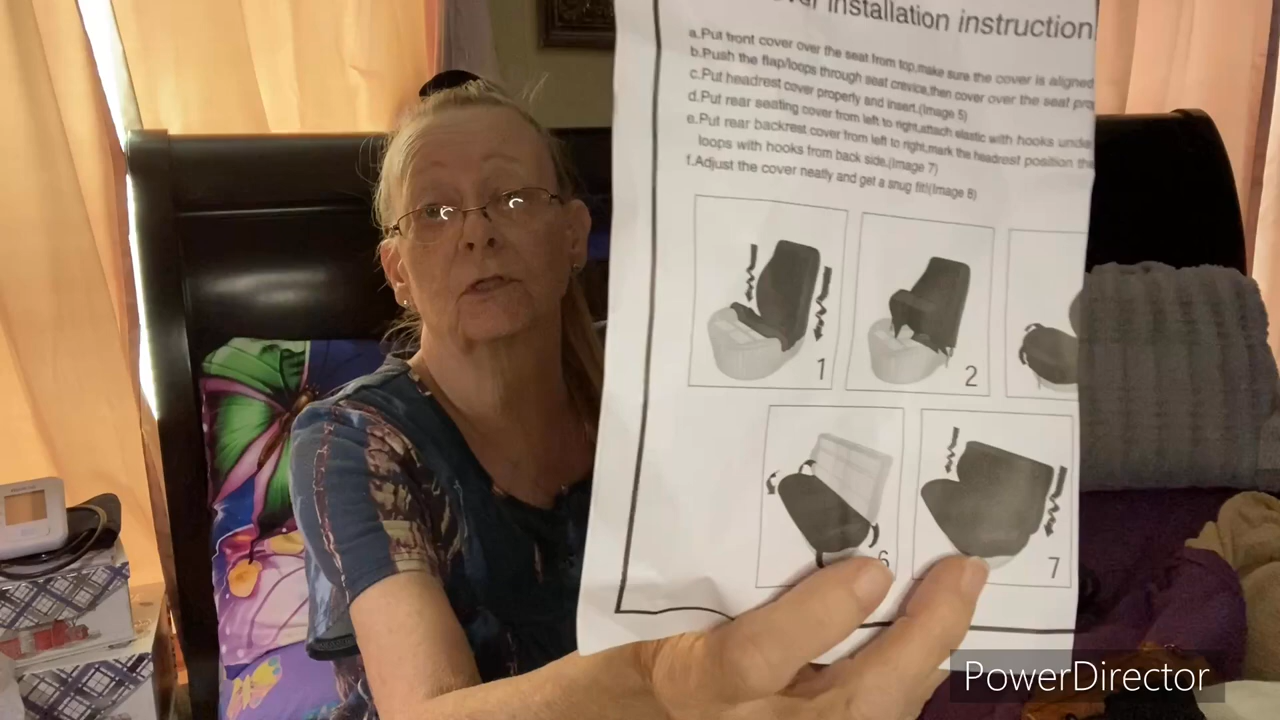 installation instruction
a.Put front cover over the seat from top,make sure the cover is aligned
b.Push the flap/loops through seat crevice,then cover over the seat pro
c.Put headrest cover properly and insert.(Image 5)
d.Put rear seating cover from left to right,attach elastic with hooks unde
e.Put rear backrest cover from left to right,mark the headrest position the
loops with hooks from back side.(Image 7)
f.Adjust the cover neatly and get a snug fit!(Image 8)
1
2
6
7
PowerDirector